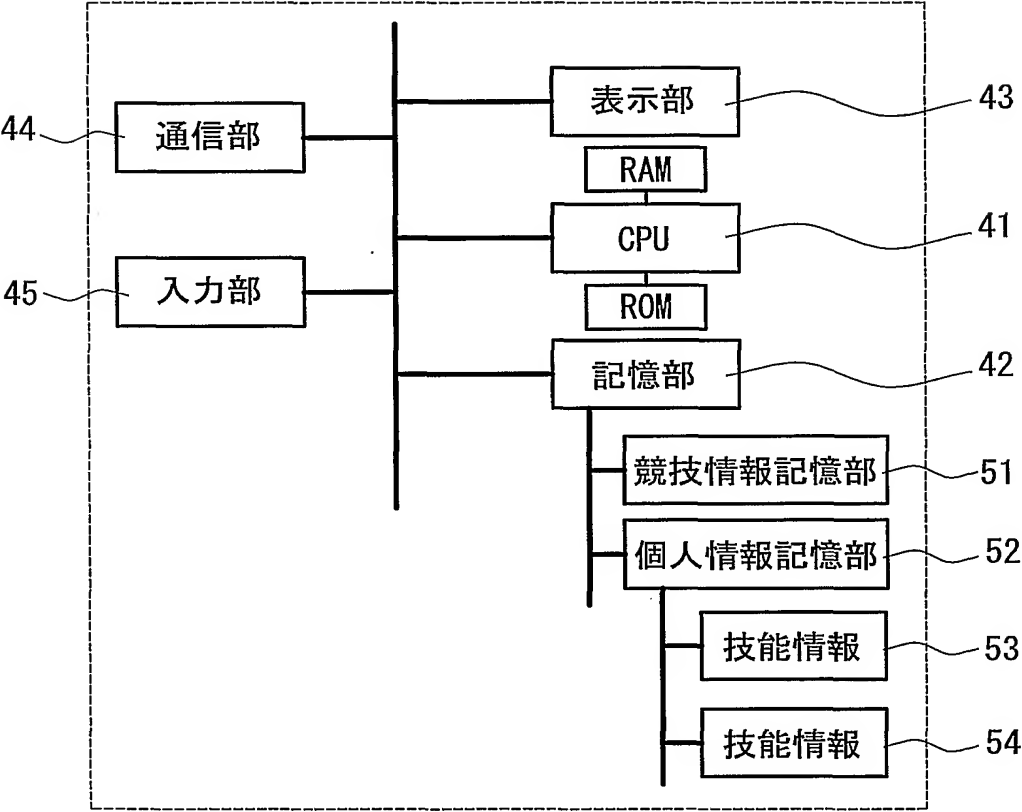 表示部
43
44
通信部
RAM
CPU
41
45
入力部
ROM
記憶部
42
競技情報記憶部
51
個人情報記憶部
52
技能情報
53
技能情報
54